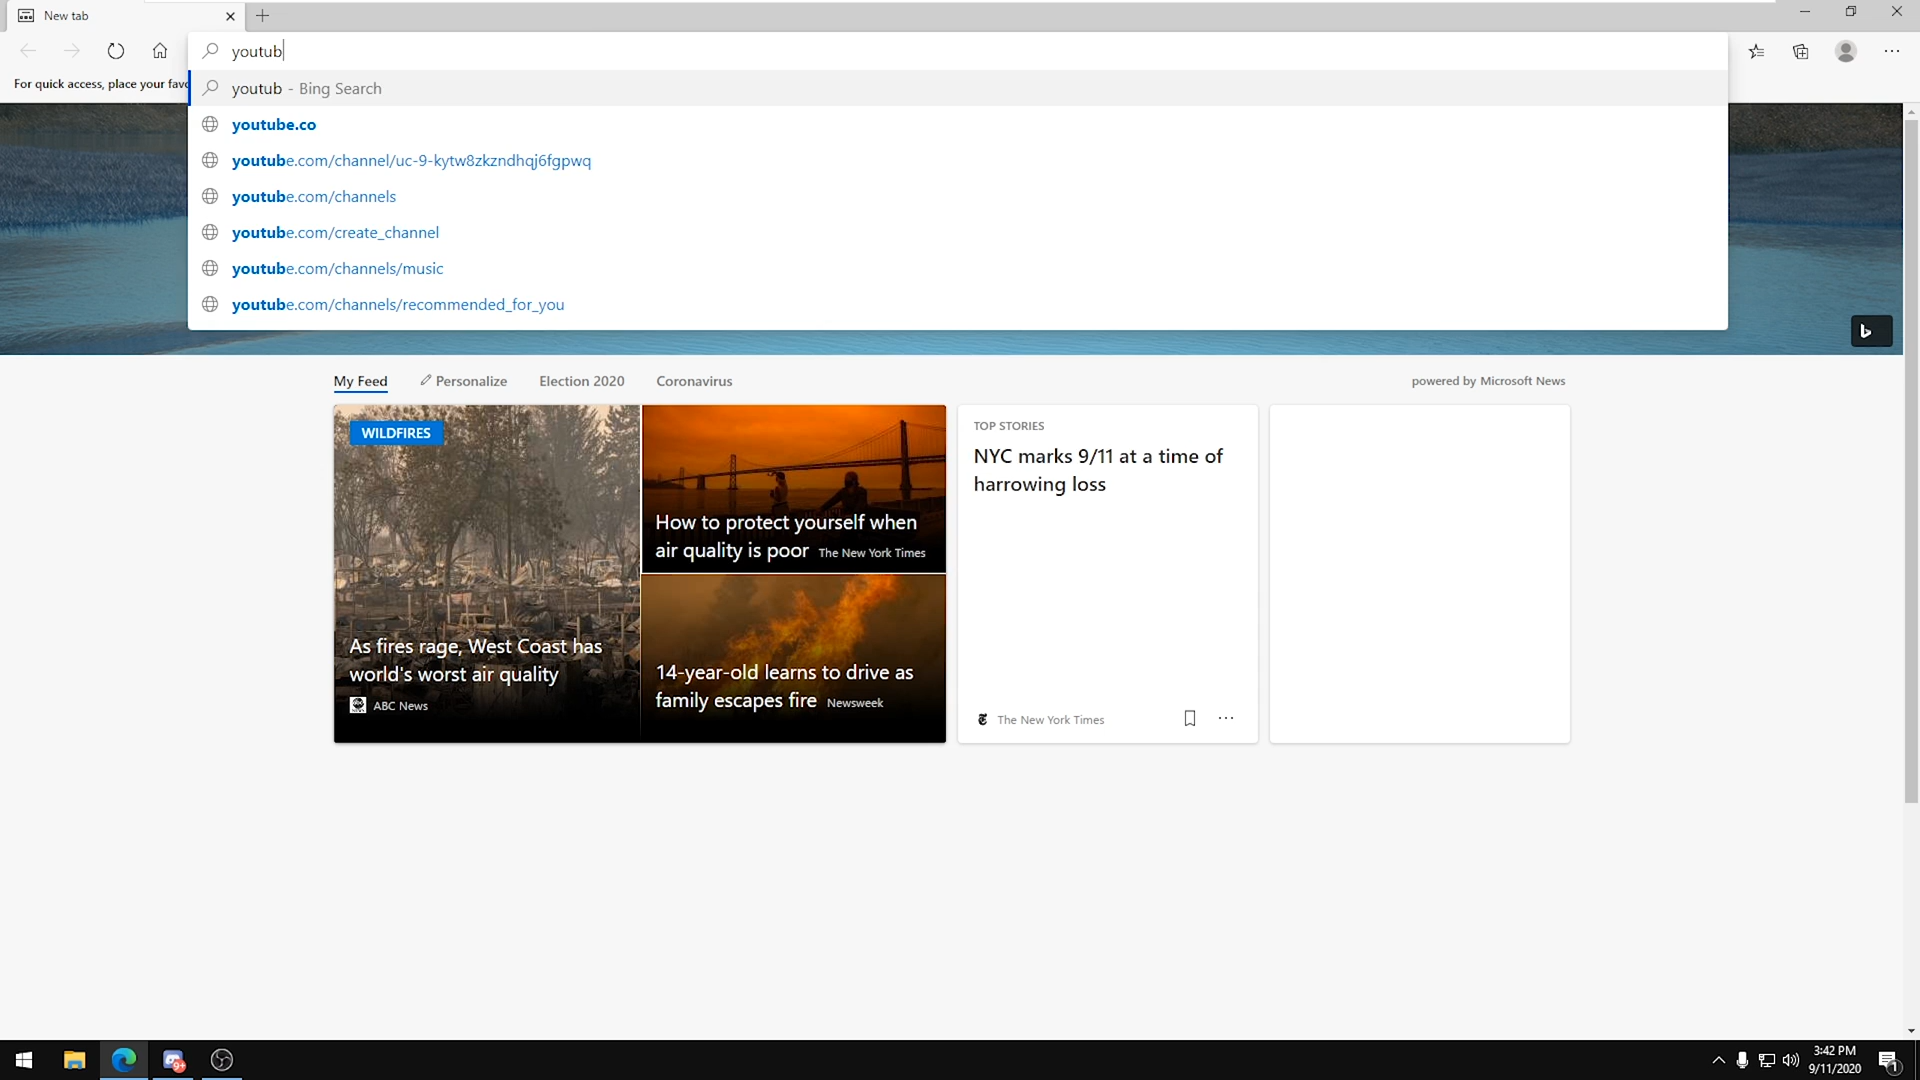 New tab
youtub
For quick access, place your favo
youtub - Bing Search
youtube.co
youtube.com/channel/uc-9-kytw8zkzndhqj6fgpwq
youtube.com/channels
youtube.com/create_channel
youtube.com/channels/music
youtube.com/channels/recommended_for_you
My Feed
Personalize
Election 2020
Coronavirus
powered by Microsoft News
WILDFIRES
As fires rage, West Coast has
world's worst air quality
ABC News
How to protect yourself when
air quality is poor The New York Times
14-year-old learns to drive as
family escapes fire Newsweek
TOP STORIES
NYC marks 9/11 at a time of
harrowing loss
The New York Times
9+
3:42 PM
9/11/2020
1